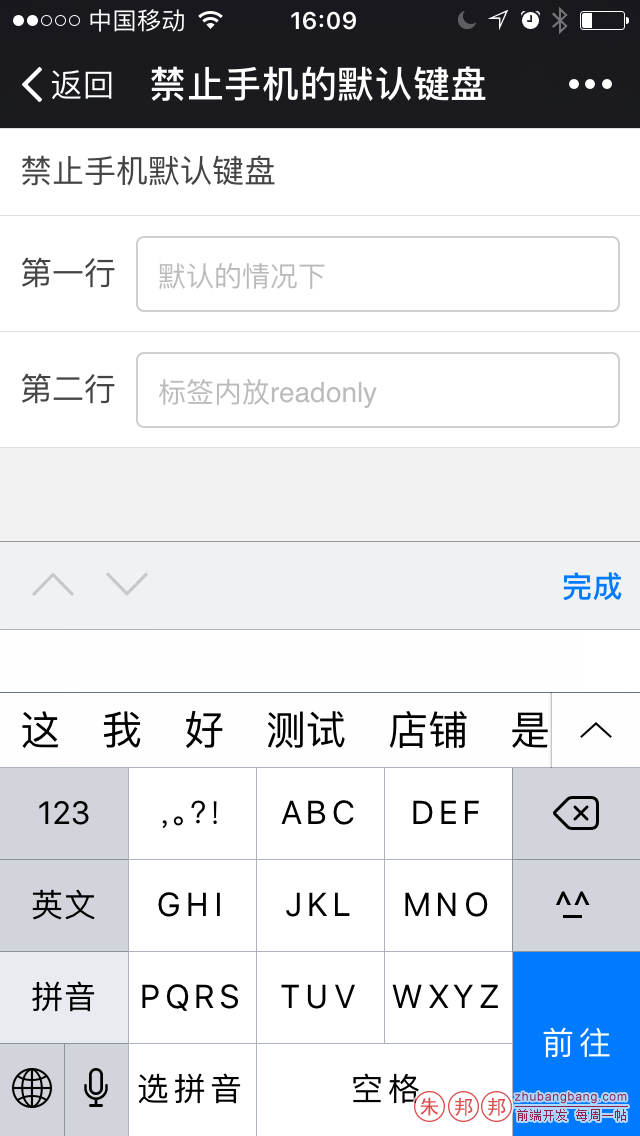 中国移动 16:09
返回 禁止手机的默认键盘
禁止手机默认键盘
第一行 默认的情况下
第二行 标签内放readonly
完成
这 我 好 测试 店铺 是
123 ,。?! ABC DEF
英文 GHI JKL MNO ^^
拼音 PQRS TUV WXYZ
前往
选拼音 空格
朱邦邦 zhubangbang.com
前端开发 每周一帖